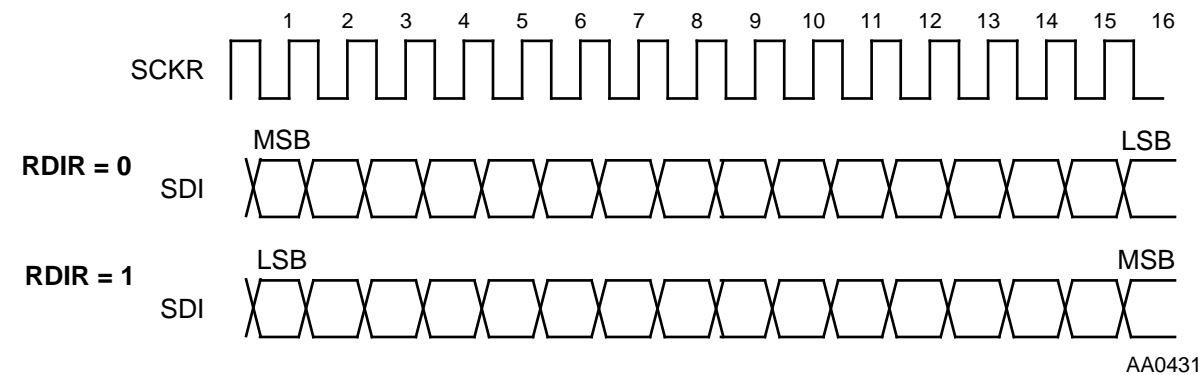 1 2 3 4 5 6 7 8 9 10 11 12 13 14 15 16
SCKR
MSB LSB
RDIR = 0
SDI
LSB MSB
RDIR = 1
SDI
AA0431